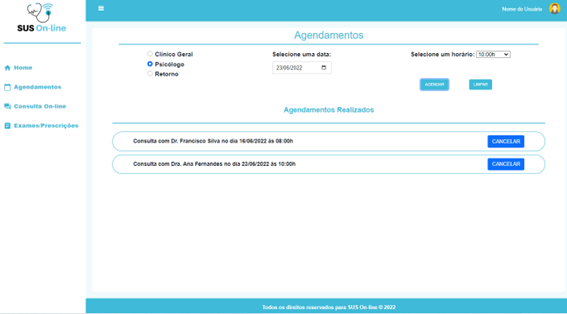 SUS On-line
Nome do Usuário
Home
Agendamentos
Consulta On-line
Exames/Prescrições
Agendamentos
Clínico Geral
Psicólogo
Retorno
Selecione uma data:
23/06/2022
Selecione um horário: 10:00h
AGENDAR
LIMPAR
Agendamentos Realizados
Consulta com Dr. Francisco Silva no dia 16/06/2022 às 08:00h
CANCELAR
Consulta com Dra. Ana Fernandes no dia 23/06/2022 às 10:00h
CANCELAR
Todos os direitos reservados para SUS On-line © 2022